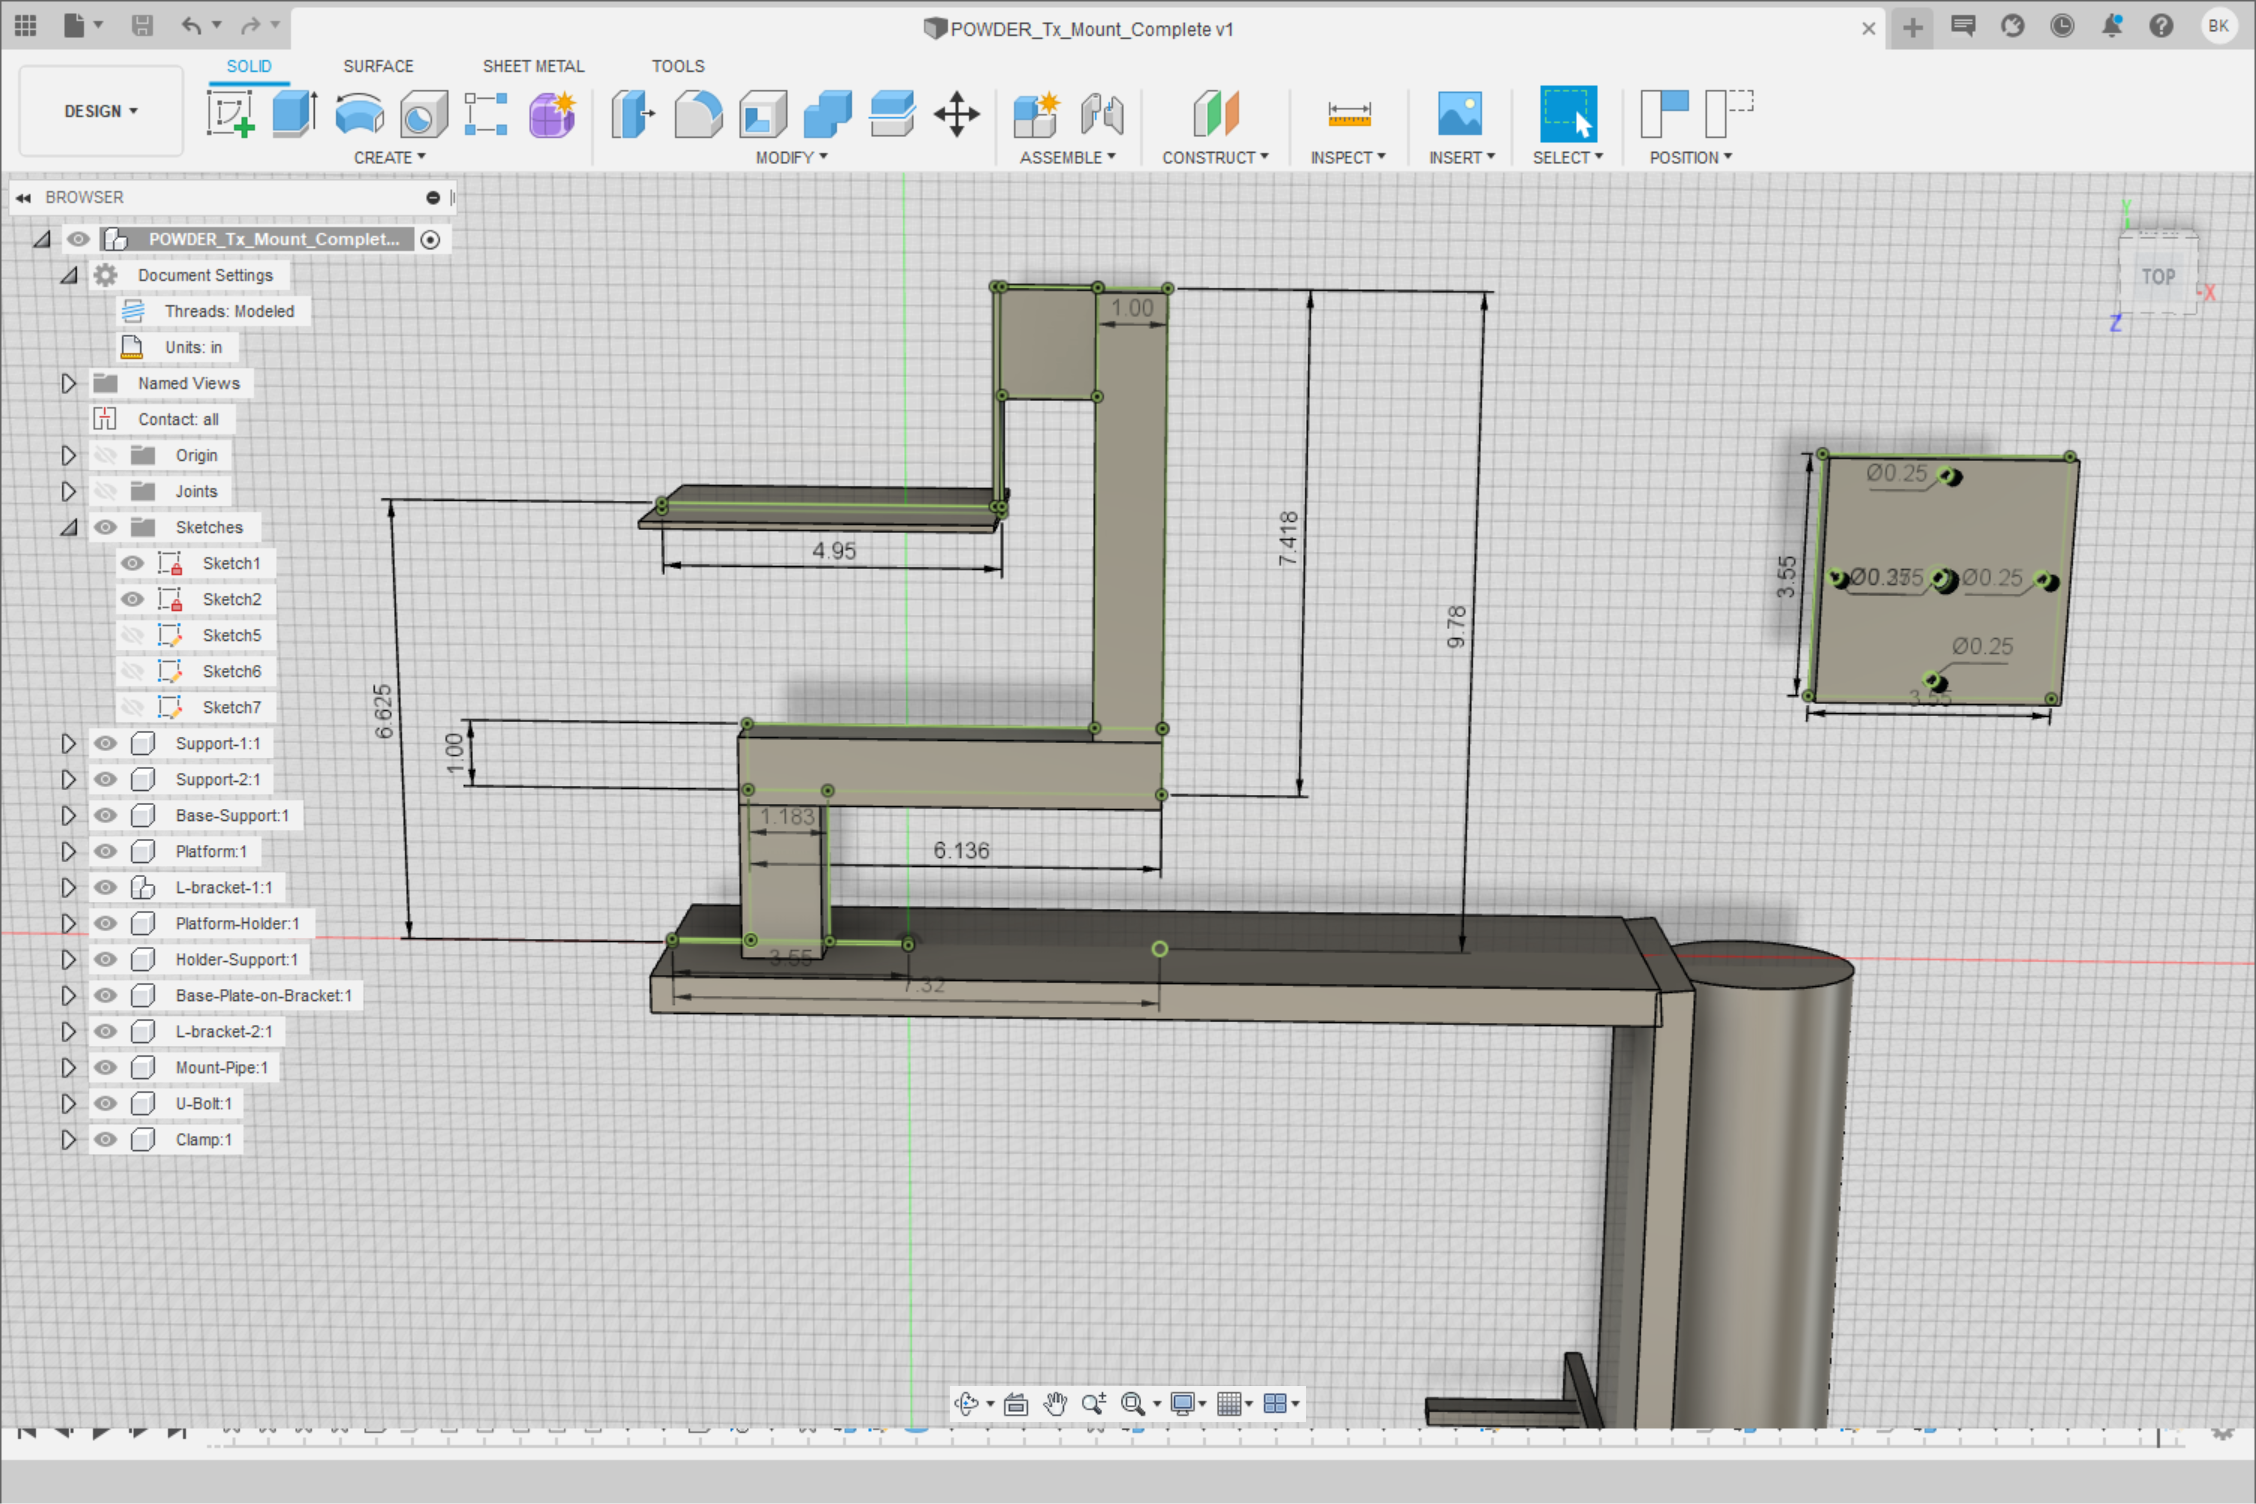 POWDER_Tx_Mount_Complete v1
BK
DESIGN
SOLID
SURFACE
SHEET METAL
TOOLS
CREATE
MODIFY
ASSEMBLE
CONSTRUCT
INSPECT
INSERT
SELECT
POSITION
BROWSER
POWDER_Tx_Mount_Complet...
Document Settings
Threads: Modeled
Units: in
Named Views
Contact: all
Origin
Joints
Sketches
Sketch1
Sketch2
Sketch5
Sketch6
Sketch7
Support-1:1
Support-2:1
Base-Support:1
Platform:1
L-bracket-1:1
Platform-Holder:1
Holder-Support:1
Base-Plate-on-Bracket:1
L-bracket-2:1
Mount-Pipe:1
U-Bolt:1
Clamp:1
Y
TOP
X
Z
1.00
4.95
7.418
9.78
6.625
1.00
1.183
6.136
3.55
7.32
Ø0.25
3.55
Ø0.25
Ø0.25
3.55